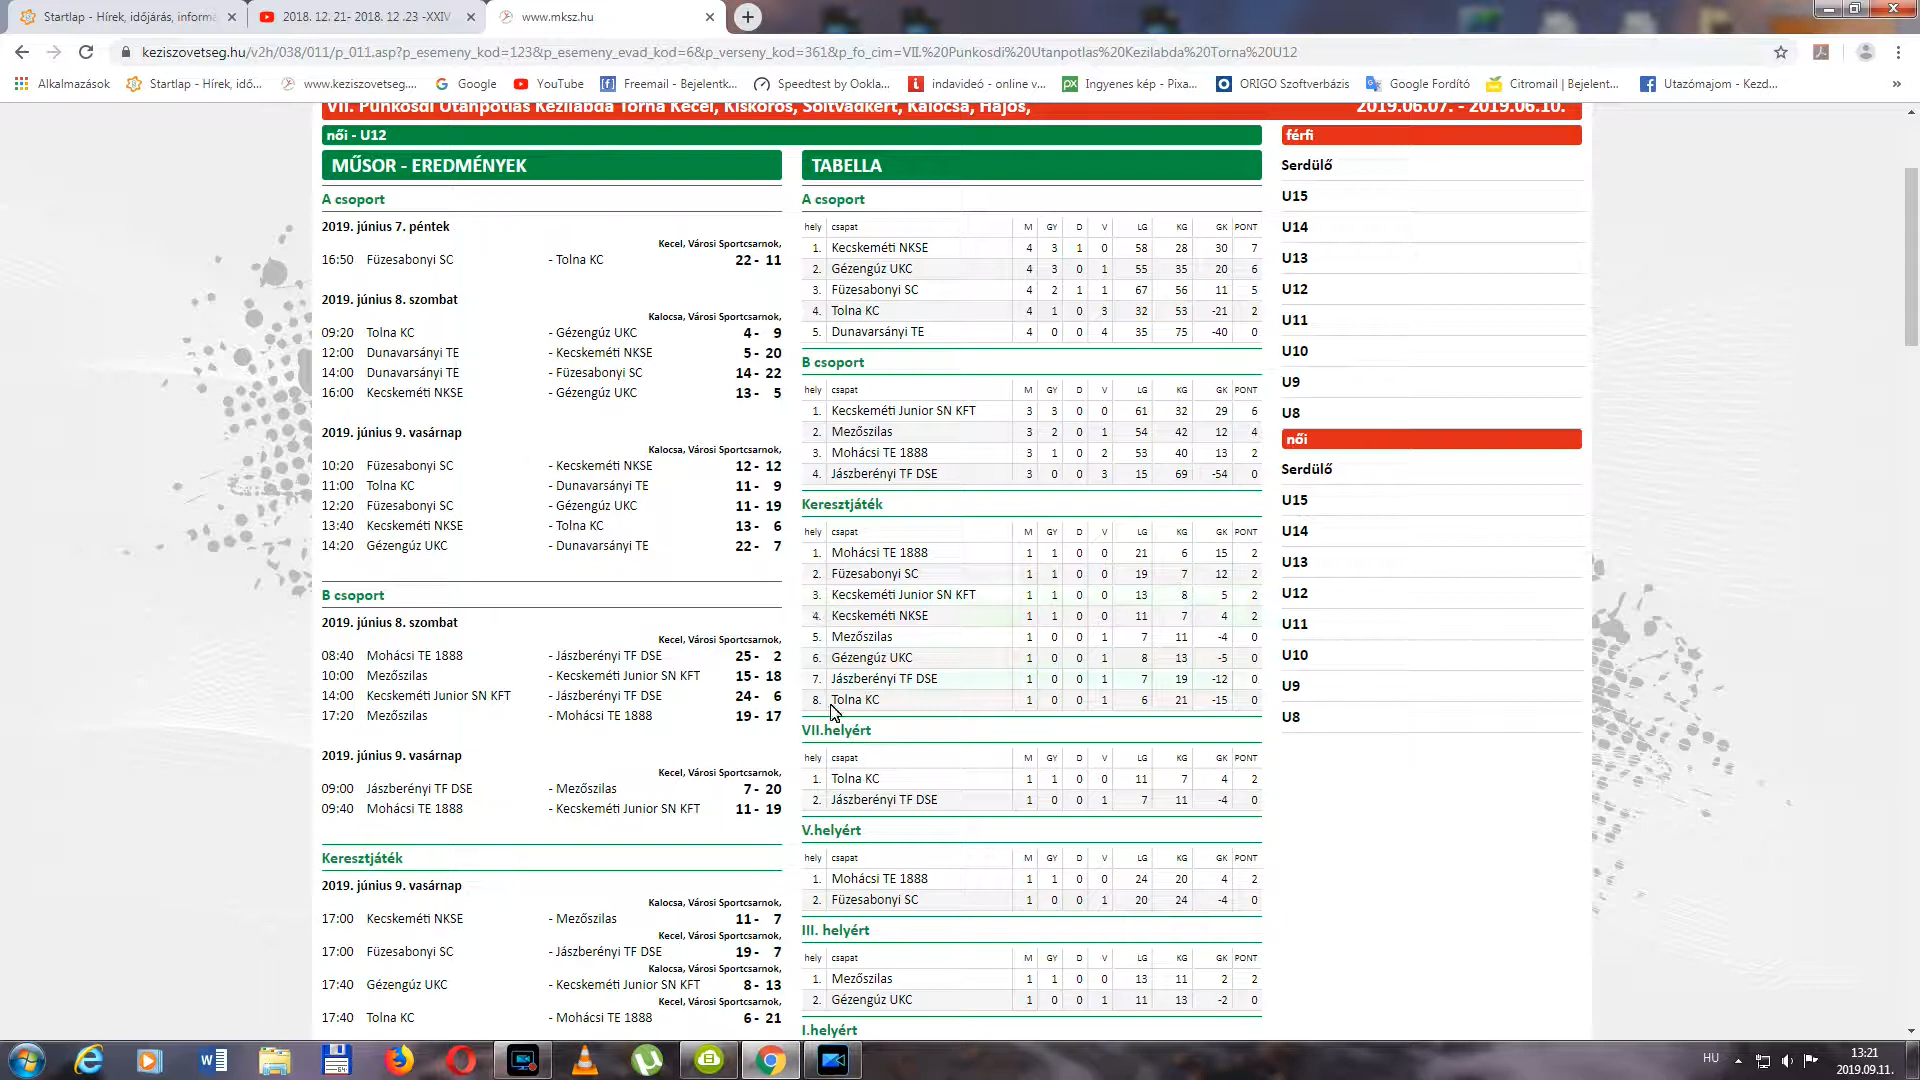 Startlap - Hírek, időjárás, informá
2018. 12. 21- 2018. 12 .23 -XXIV
www.mksz.hu
keziszovetseg.hu/v2h/038/011/p_011.asp?p_esemeny_kod=123&p_esemeny_evad_kod=6&p_verseny_kod=361&p_fo_cim=VII.%20Punkosdi%20Utanpotlas%20Kezilabda%20Torna%20U12
Alkalmazások
Startlap - Hírek, idő...
www.keziszovetseg....
Google
YouTube
Freemail - Bejelentk...
Speedtest by Ookla...
indavideó - online v...
Ingyenes kép - Pixa...
ORIGO Szoftverbázis
Google Fordító
Citromail | Bejelent...
Utazómajom - Kezd...
»
VII. Pünkösdi Utánpótlás Kézilabda Torna Kecel, Kiskőrös, Soltvadkert, Kalocsa, Hajós,
2019.06.07. - 2019.06.10.
női - U12
MŰSOR - EREDMÉNYEK
A csoport
2019. június 7. péntek
Kecel, Városi Sportcsarnok,
16:50 Füzesabonyi SC - Tolna KC 22 - 11
2019. június 8. szombat
Kalocsa, Városi Sportcsarnok,
09:20 Tolna KC - Gézengúz UKC 4 - 9
12:00 Dunavarsányi TE - Kecskeméti NKSE 5 - 20
14:00 Dunavarsányi TE - Füzesabonyi SC 14 - 22
16:00 Kecskeméti NKSE - Gézengúz UKC 13 - 5
2019. június 9. vasárnap
Kalocsa, Városi Sportcsarnok,
10:20 Füzesabonyi SC - Kecskeméti NKSE 12 - 12
11:00 Tolna KC - Dunavarsányi TE 11 - 9
12:20 Füzesabonyi SC - Gézengúz UKC 11 - 19
13:40 Kecskeméti NKSE - Tolna KC 13 - 6
14:20 Gézengúz UKC - Dunavarsányi TE 22 - 7
B csoport
2019. június 8. szombat
Kecel, Városi Sportcsarnok,
08:40 Mohácsi TE 1888 - Jászberényi TF DSE 25 - 2
10:00 Mezőszilas - Kecskeméti Junior SN KFT 15 - 18
14:00 Kecskeméti Junior SN KFT - Jászberényi TF DSE 24 - 6
17:20 Mezőszilas - Mohácsi TE 1888 19 - 17
2019. június 9. vasárnap
Kecel, Városi Sportcsarnok,
09:00 Jászberényi TF DSE - Mezőszilas 7 - 20
09:40 Mohácsi TE 1888 - Kecskeméti Junior SN KFT 11 - 19
Keresztjáték
2019. június 9. vasárnap
Kalocsa, Városi Sportcsarnok,
17:00 Kecskeméti NKSE - Mezőszilas 11 - 7
Kecel, Városi Sportcsarnok,
17:00 Füzesabonyi SC - Jászberényi TF DSE 19 - 7
Kalocsa, Városi Sportcsarnok,
17:40 Gézengúz UKC - Kecskeméti Junior SN KFT 8 - 13
Kecel, Városi Sportcsarnok,
17:40 Tolna KC - Mohácsi TE 1888 6 - 21
TABELLA
A csoport
hely csapat M GY D V LG KG GK PONT
1. Kecskeméti NKSE 4 3 1 0 58 28 30 7
2. Gézengúz UKC 4 3 0 1 55 35 20 6
3. Füzesabonyi SC 4 2 1 1 67 56 11 5
4. Tolna KC 4 1 0 3 32 53 -21 2
5. Dunavarsányi TE 4 0 0 4 35 75 -40 0
B csoport
hely csapat M GY D V LG KG GK PONT
1. Kecskeméti Junior SN KFT 3 3 0 0 61 32 29 6
2. Mezőszilas 3 2 0 1 54 42 12 4
3. Mohácsi TE 1888 3 1 0 2 53 40 13 2
4. Jászberényi TF DSE 3 0 0 3 15 69 -54 0
Keresztjáték
hely csapat M GY D V LG KG GK PONT
1. Mohácsi TE 1888 1 1 0 0 21 6 15 2
2. Füzesabonyi SC 1 1 0 0 19 7 12 2
3. Kecskeméti Junior SN KFT 1 1 0 0 13 8 5 2
4. Kecskeméti NKSE 1 1 0 0 11 7 4 2
5. Mezőszilas 1 0 0 1 7 11 -4 0
6. Gézengúz UKC 1 0 0 1 8 13 -5 0
7. Jászberényi TF DSE 1 0 0 1 7 19 -12 0
8. Tolna KC 1 0 0 1 6 21 -15 0
VII.helyért
hely csapat M GY D V LG KG GK PONT
1. Tolna KC 1 1 0 0 11 7 4 2
2. Jászberényi TF DSE 1 0 0 1 7 11 -4 0
V.helyért
hely csapat M GY D V LG KG GK PONT
1. Mohácsi TE 1888 1 1 0 0 24 20 4 2
2. Füzesabonyi SC 1 0 0 1 20 24 -4 0
III. helyért
hely csapat M GY D V LG KG GK PONT
1. Mezőszilas 1 1 0 0 13 11 2 2
2. Gézengúz UKC 1 0 0 1 11 13 -2 0
I.helyért
férfi
Serdülő
U15
U14
U13
U12
U11
U10
U9
U8
női
Serdülő
U15
U14
U13
U12
U11
U10
U9
U8
HU
13:21
2019.09.11.